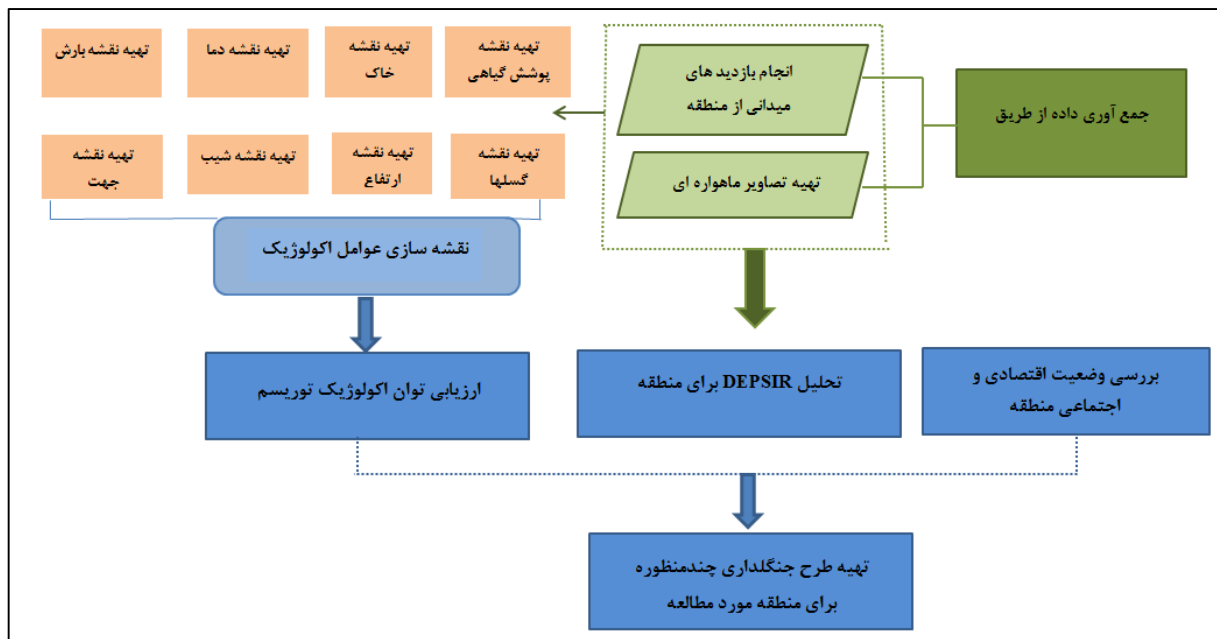 جمع آوری داده از طریق
انجام بازدید های
میدانی از منطقه
تهیه تصاویر ماهواره ای
تهیه نقشه
پوشش گیاهی
تهیه نقشه
خاک
تهیه نقشه دما
تهیه نقشه بارش
تهیه نقشه
گسلها
تهیه نقشه
ارتفاع
تهیه نقشه شیب
تهیه نقشه
جهت
نقشه سازی عوامل اکولوژیک
بررسی وضعیت اقتصادی و
اجتماعی منطقه
تحلیل DEPSIR برای منطقه
ارزیابی توان اکولوژیک توریسم
تهیه طرح جنگلداری چندمنظوره
برای منطقه مورد مطالعه